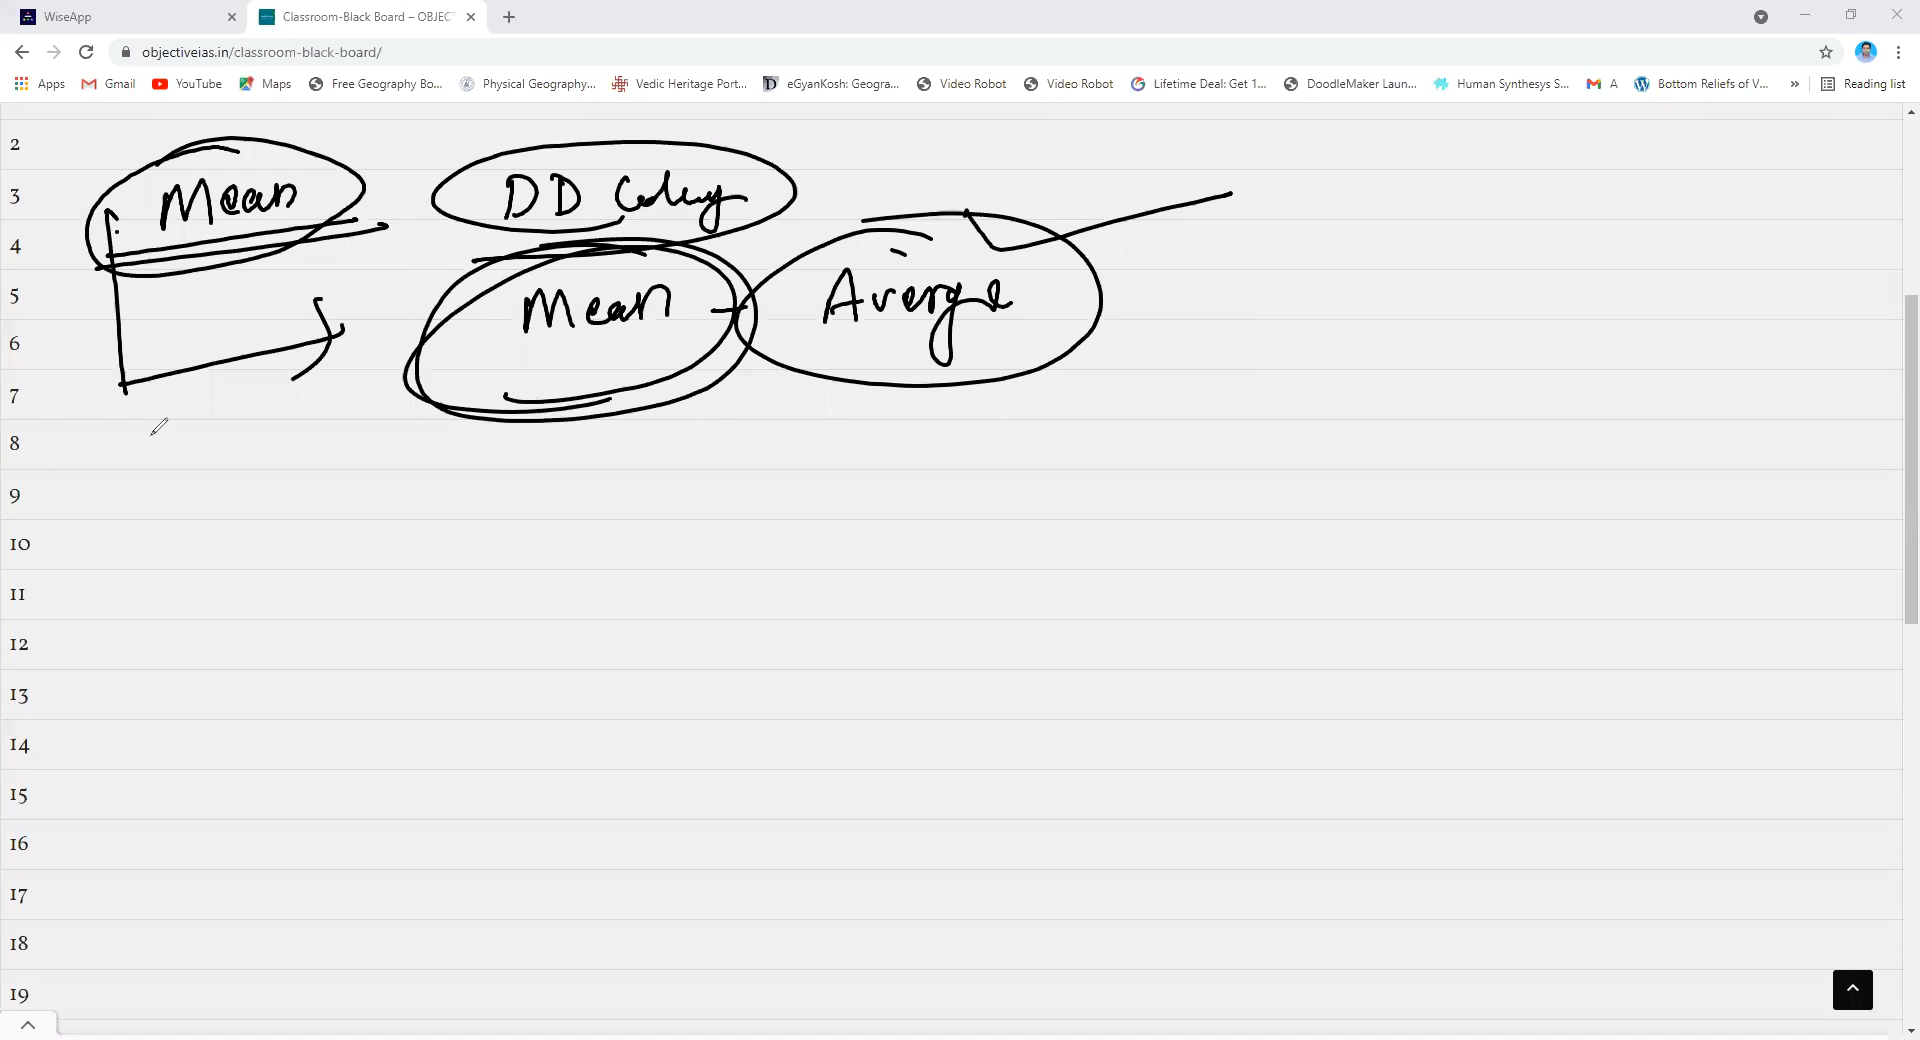 WiseApp
Classroom-Black Board – OBJECT
objectiveias.in/classroom-black-board/
Apps Gmail YouTube Maps Free Geography Bo... Physical Geography... Vedic Heritage Port... eGyanKosh: Geogra... Video Robot Video Robot Lifetime Deal: Get 1... DoodleMaker Laun... Human Synthesys S... A Bottom Reliefs of V... » Reading list
2
3 Mean DD
4
5 Mean - Averge
6
7
8
9
10
11
12
13
14
15
16
17
18
19